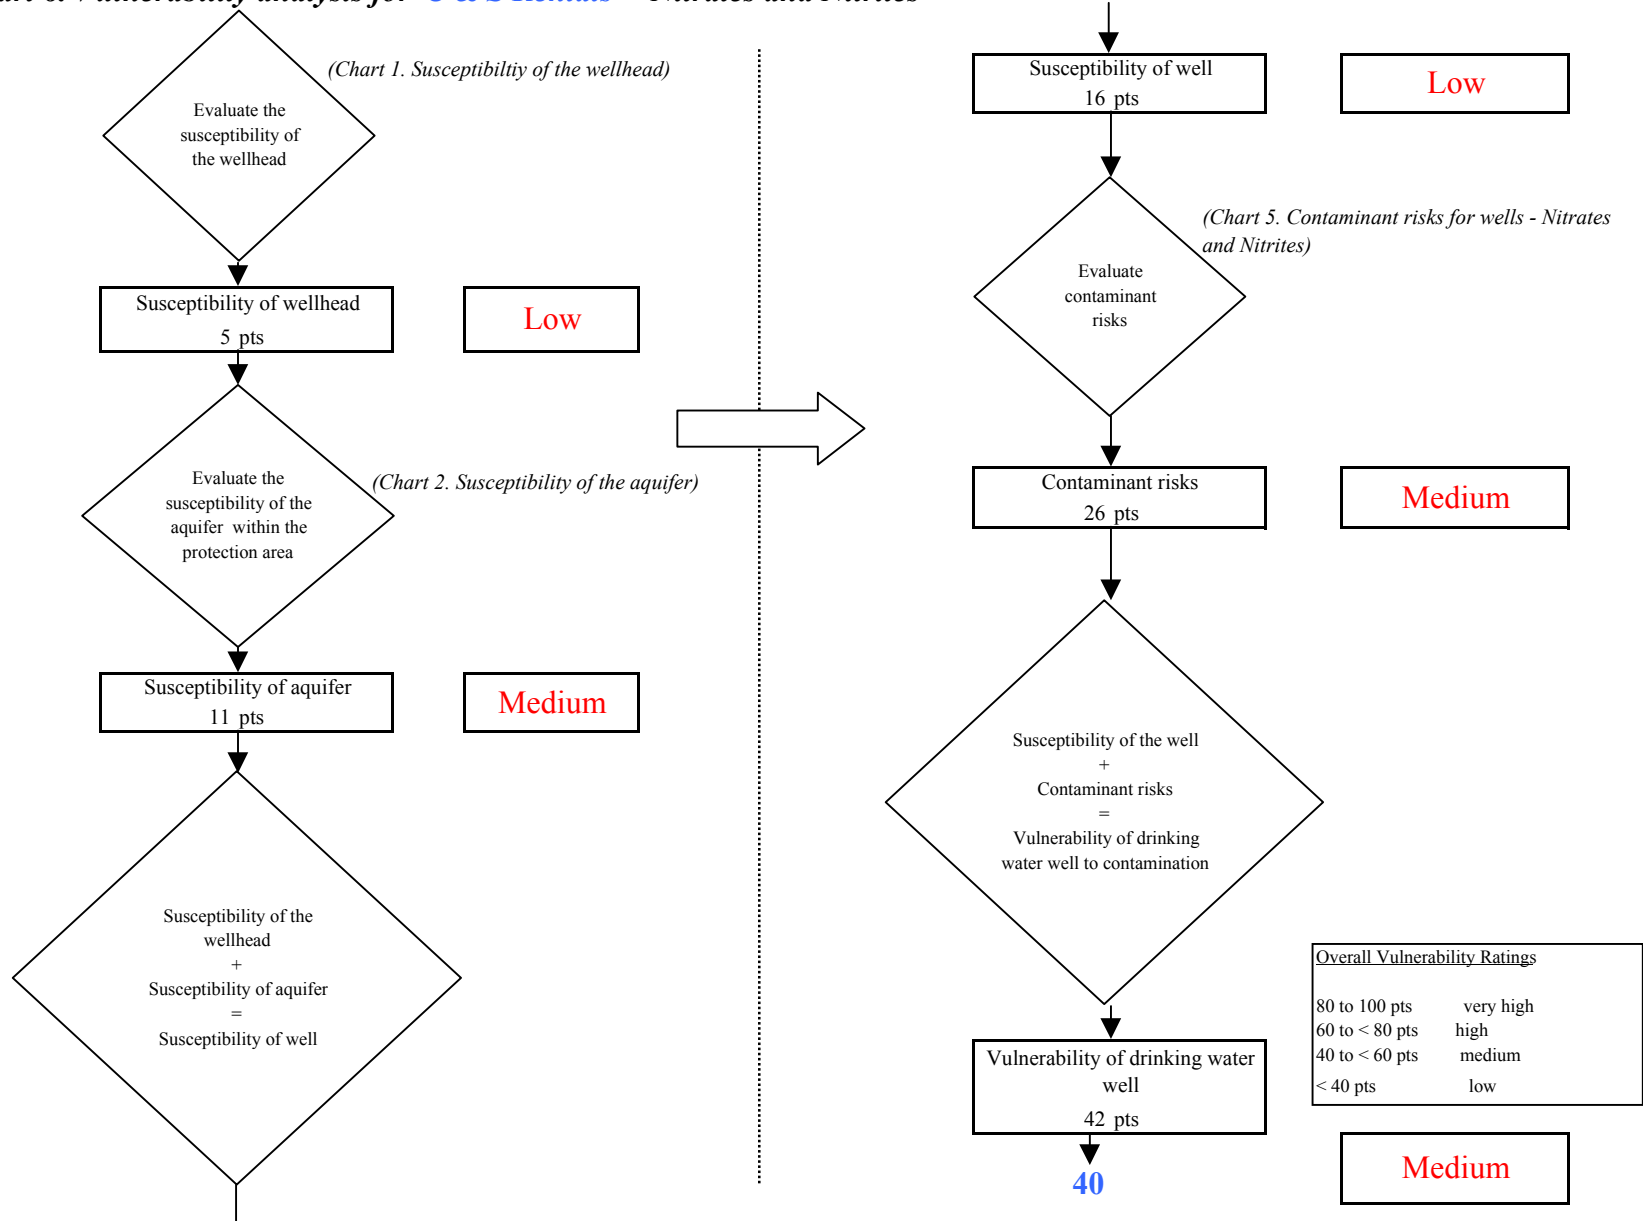 Vulnerability analysis for & S Rentals Nitrates and
(Chart 1. Susceptibiltiy of the wellhead)
Evaluate the
susceptibility of
the wellhead
Susceptibility of wellhead
5 pts
Low
Evaluate the
susceptibility of the
aquifer within the
protection area
(Chart 2. Susceptibility of the aquifer)
Susceptibility of aquifer
11 pts
Medium
Susceptibility of the
wellhead
+
Susceptibility of aquifer
=
Susceptibility of well
Susceptibility of well
16 pts
Low
(Chart 5. Contaminant risks for wells - Nitrates
and Nitrites)
Evaluate
contaminant
risks
Contaminant risks
26 pts
Medium
Susceptibility of the well
+
Contaminant risks
=
Vulnerability of drinking
water well to contamination
Overall Vulnerability Ratings
80 to 100 pts very high
60 to < 80 pts high
40 to < 60 pts medium
< 40 pts low
Vulnerability of drinking water
well
42 pts
40
Medium